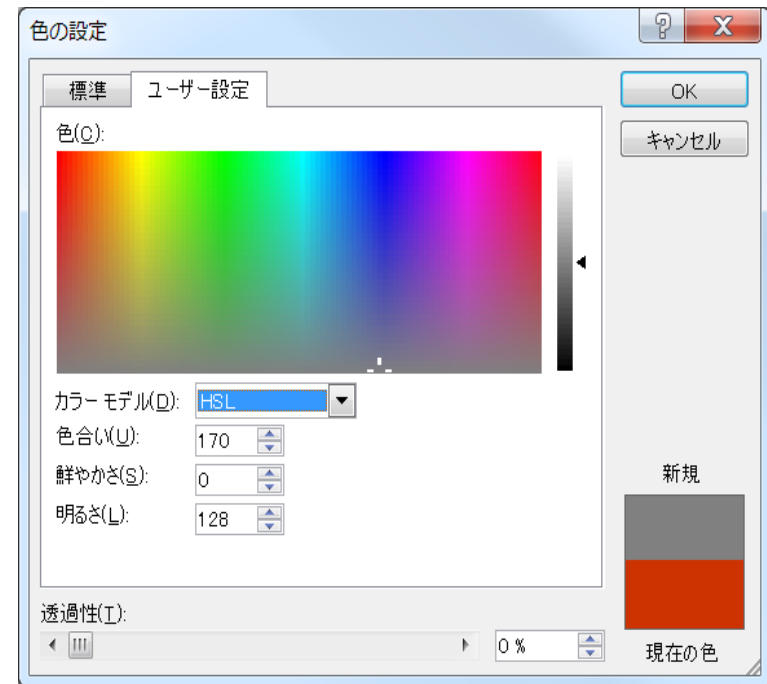 色の設定
標準 ユーザー設定
OK
キャンセル
色(C):
カラー モデル(D): HSL
色合い(U): 170
鮮やかさ(S): 0
明るさ(L): 128
新規
透過性(T):
0 %
現在の色